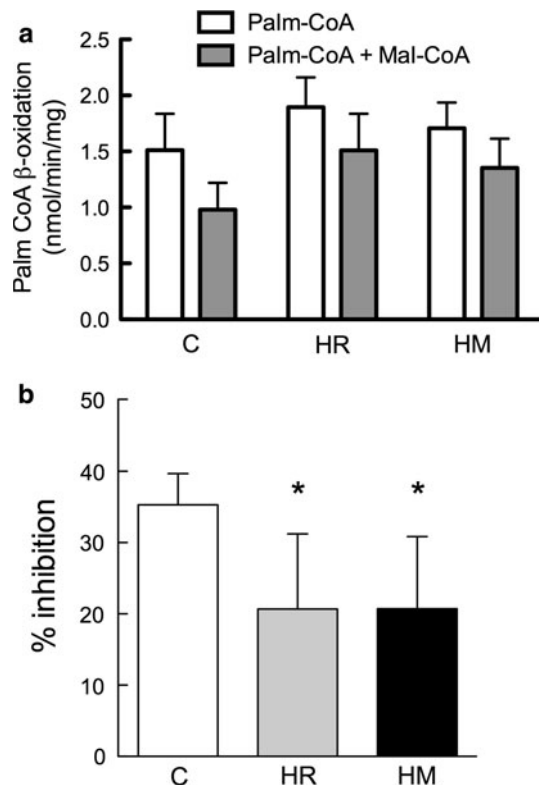 a
Palm-CoA
Palm-CoA + Mal-CoA
Palm CoA β-oxidation
(nmol/min/mg)
2.5
2.0
1.5
1.0
0.5
0.0
C HR HM
b
% inhibition
50
40
30
20
10
0
* *
C HR HM